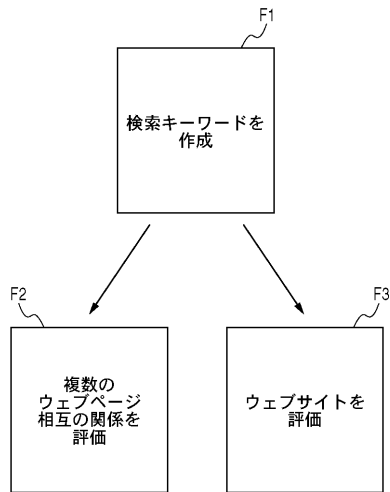 F1
検索キーワードを
作成
F2
複数の
ウェブページ
相互の関係を
評価
F3
ウェブサイトを
評価